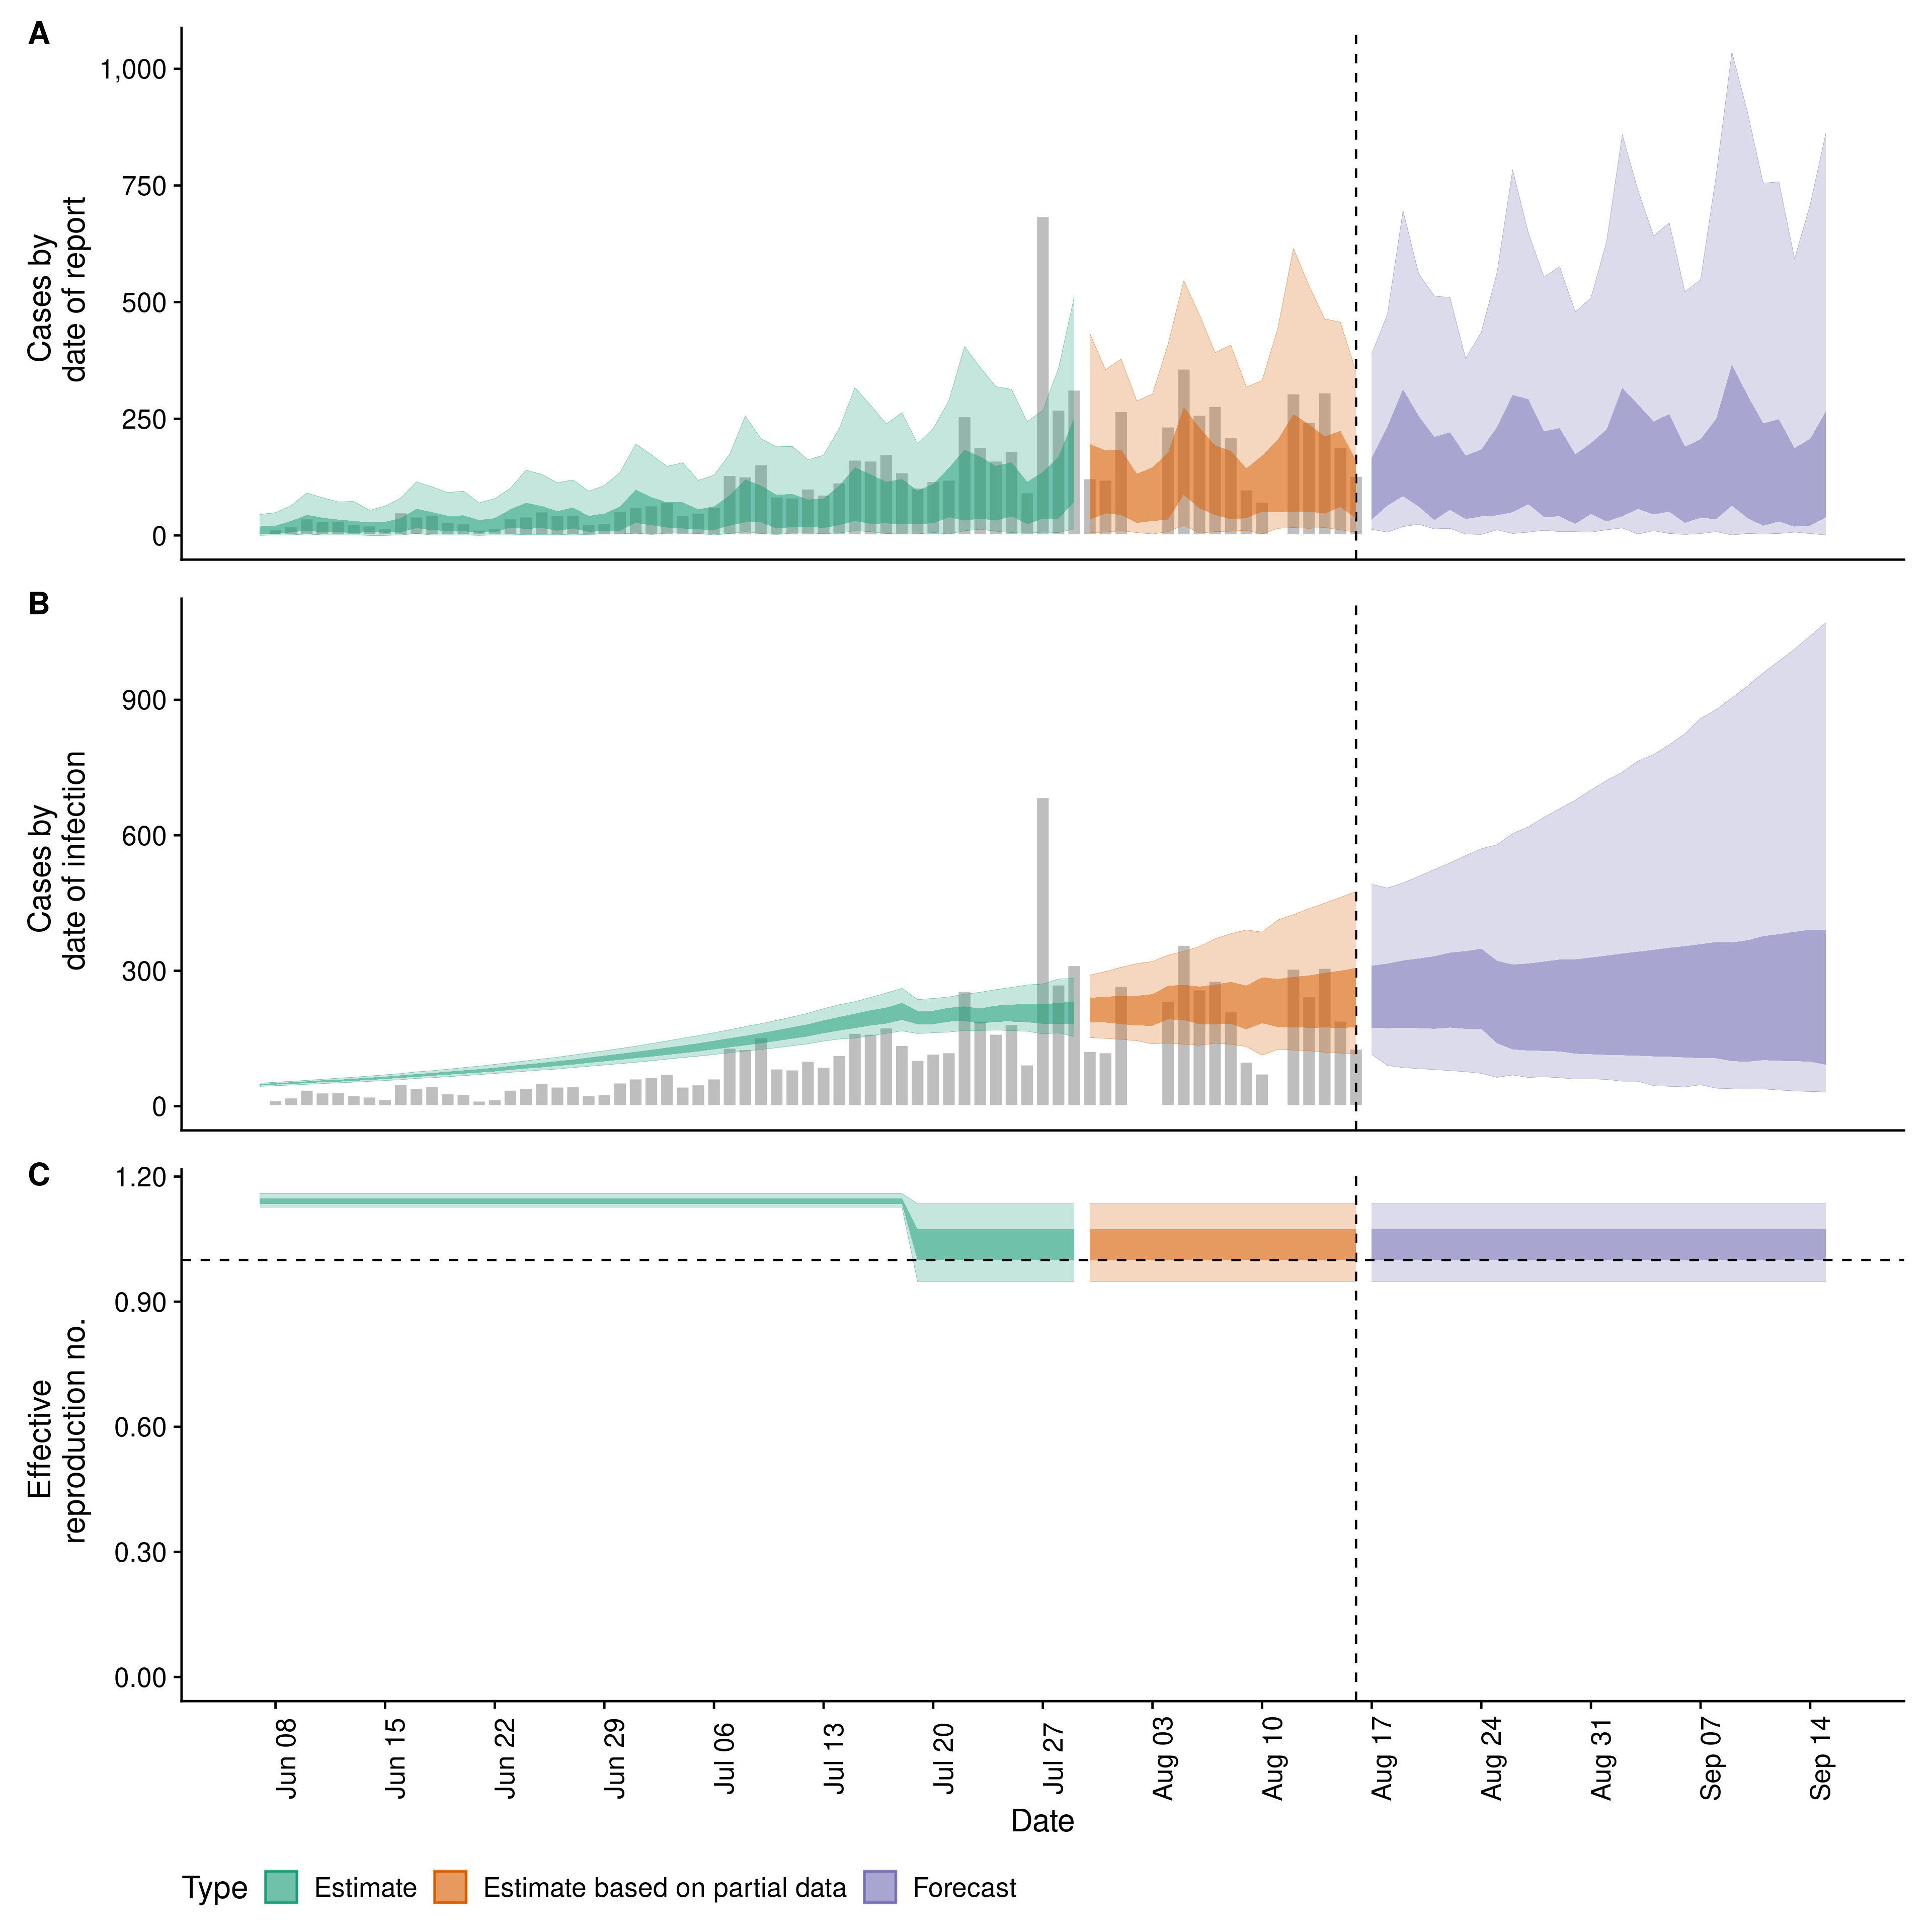 A
1,000
750
500
250
0
Cases by
date of report
B
900
600
300
0
Cases by
date of infection
C
1.20
0.90
0.60
0.30
0.00
Effective
reproduction no.
Jun 08
Jun 15
Jun 22
Jun 29
Jul 06
Jul 13
Jul 20
Jul 27
Aug 03
Aug 10
Aug 17
Aug 24
Aug 31
Sep 07
Sep 14
Date
Type Estimate Estimate based on partial data Forecast